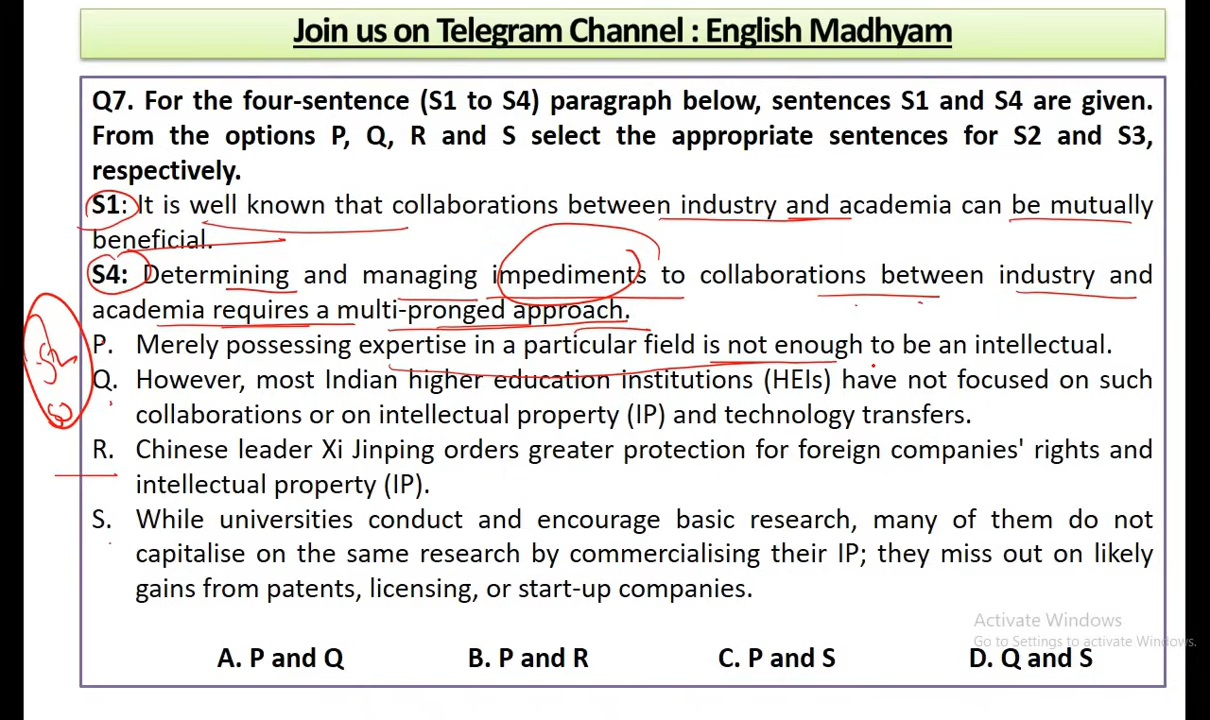 Join us on Telegram Channel : English Madhyam
Q7. For the four-sentence (S1 to S4) paragraph below, sentences S1 and S4 are given.
From the options P, Q, R and S select the appropriate sentences for S2 and S3,
respectively.
S1: It is well known that collaborations between industry and academia can be mutually
beneficial.
S4: Determining and managing impediments to collaborations between industry and
academia requires a multi-pronged approach.
P. Merely possessing expertise in a particular field is not enough to be an intellectual.
Q. However, most Indian higher education institutions (HEIs) have not focused on such
collaborations or on intellectual property (IP) and technology transfers.
R. Chinese leader Xi Jinping orders greater protection for foreign companies' rights and
intellectual property (IP).
S. While universities conduct and encourage basic research, many of them do not
capitalise on the same research by commercialising their IP; they miss out on likely
gains from patents, licensing, or start-up companies.
Activate Windows
Go to Settings to activate Windows.
A. P and Q B. P and R C. P and S D. Q and S